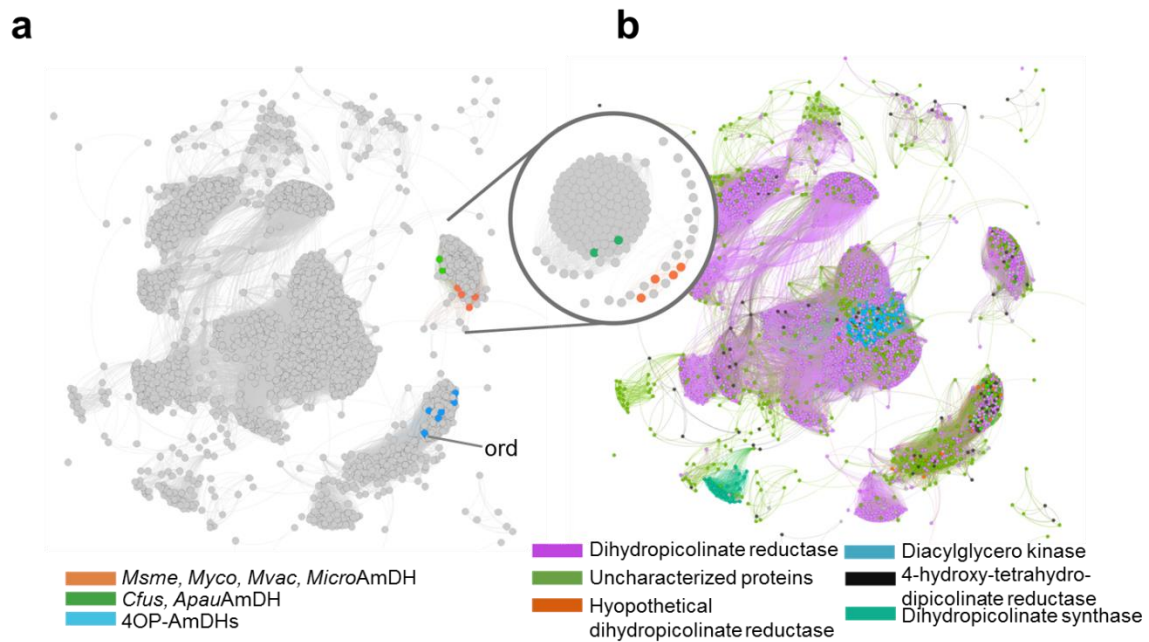 a
b
ord
Msme, Myco, Mvac, MicroAmDH
Cfus, ApauAmDH
4OP-AmDHs
Dihydropicolinate reductase
Uncharacterized proteins
Hyopothetical
dihydropicolinate reductase
Diacylglycero kinase
4-hydroxy-tetrahydro-
dipicolinate reductase
Dihydropicolinate synthase